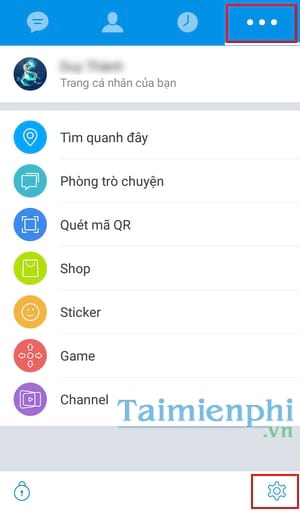 Trang cá nhân của bạn
Tìm quanh đây
Phòng trò chuyện
Quét mã QR
Shop
Sticker
Game
Channel
Taimienphi
.vn